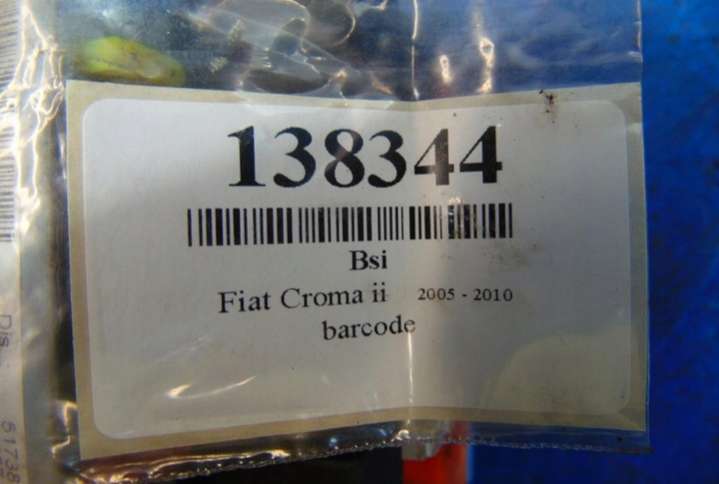 138344
Bsi
Fiat Croma ii 2005 - 2010
barcode